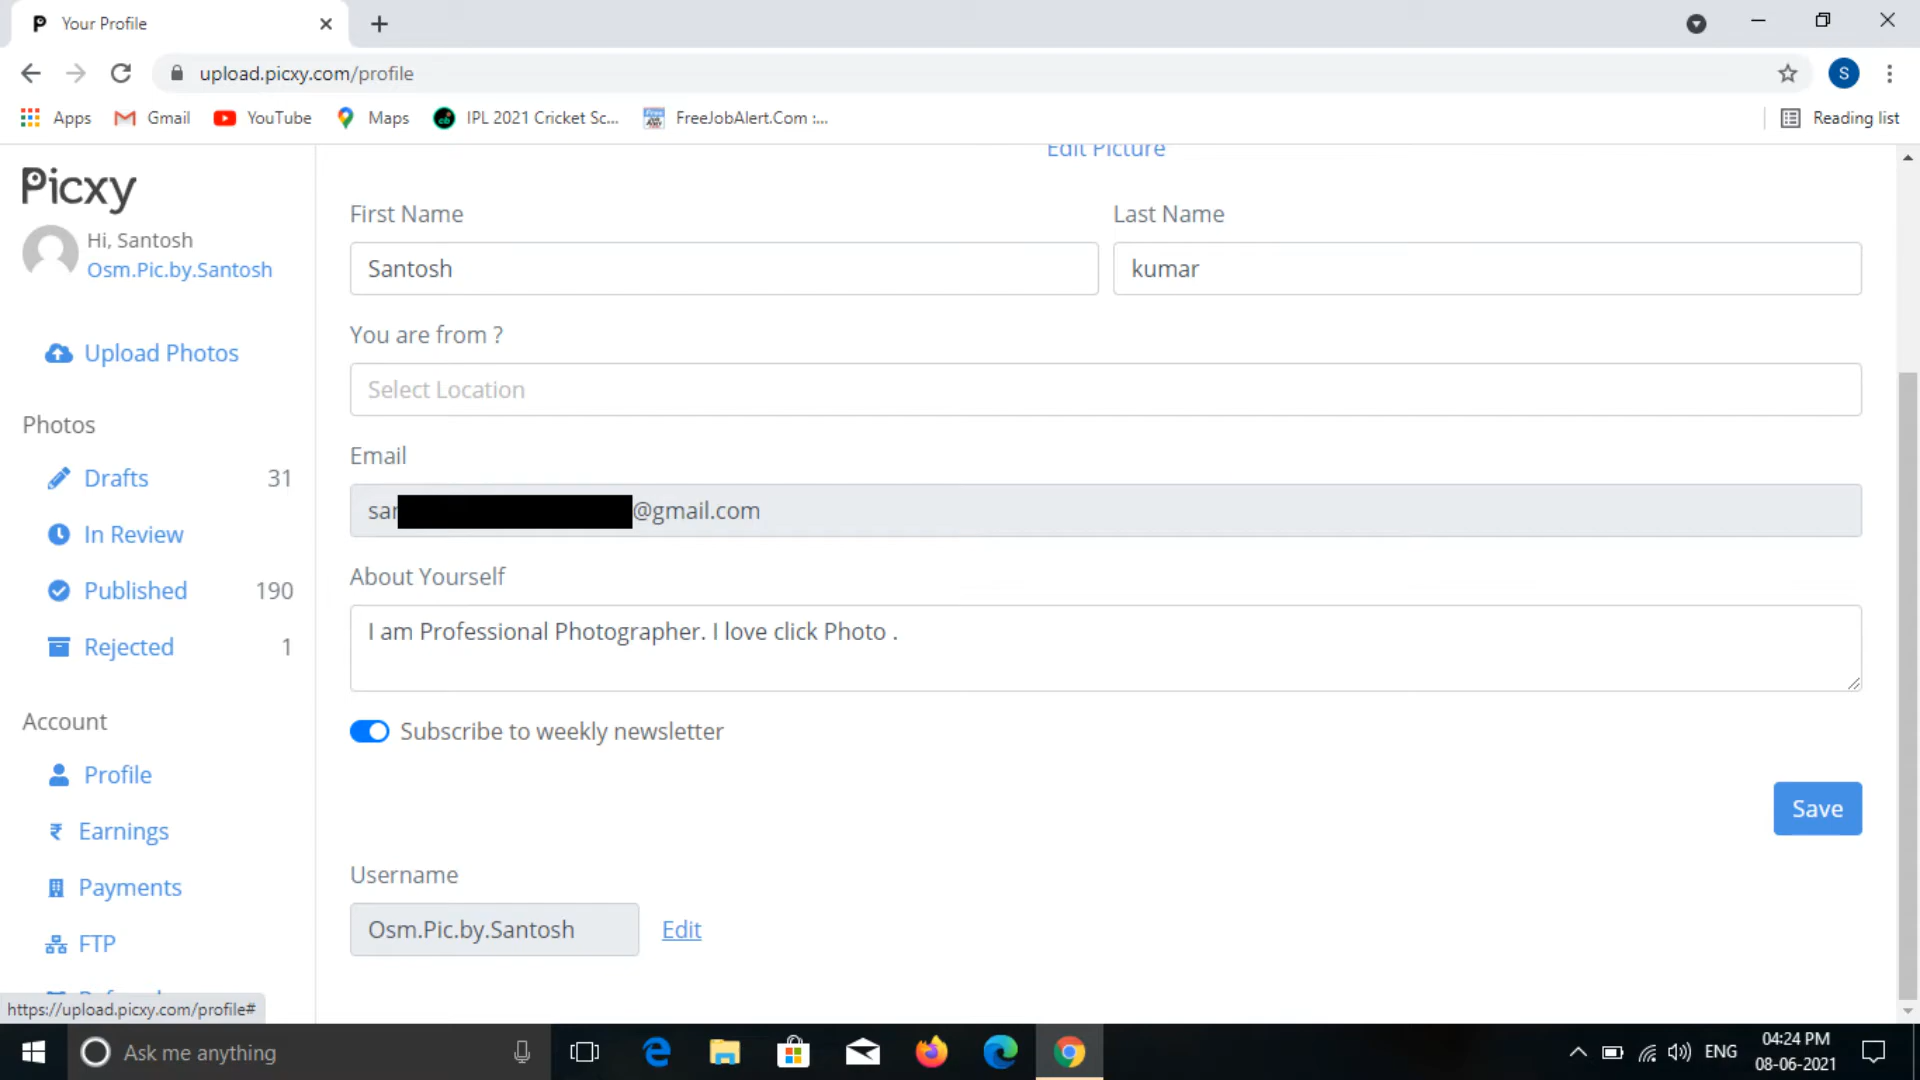 Your Profile
upload.picxy.com/profile
Apps
Gmail
YouTube
Maps
IPL 2021 Cricket Sc...
FreeJobAlert.Com :...
Reading list
Picxy
Hi, Santosh
Osm.Pic.by.Santosh
Upload Photos
Photos
Drafts 31
In Review
Published 190
Rejected 1
Account
Profile
Earnings
Payments
FTP
https://upload.picxy.com/profile#
Edit Picture
First Name
Last Name
Santosh
kumar
You are from ?
Select Location
Email
sar @gmail.com
About Yourself
I am Professional Photographer. I love click Photo .
Subscribe to weekly newsletter
Save
Username
Osm.Pic.by.Santosh
Edit
Ask me anything
ENG
04:24 PM
08-06-2021